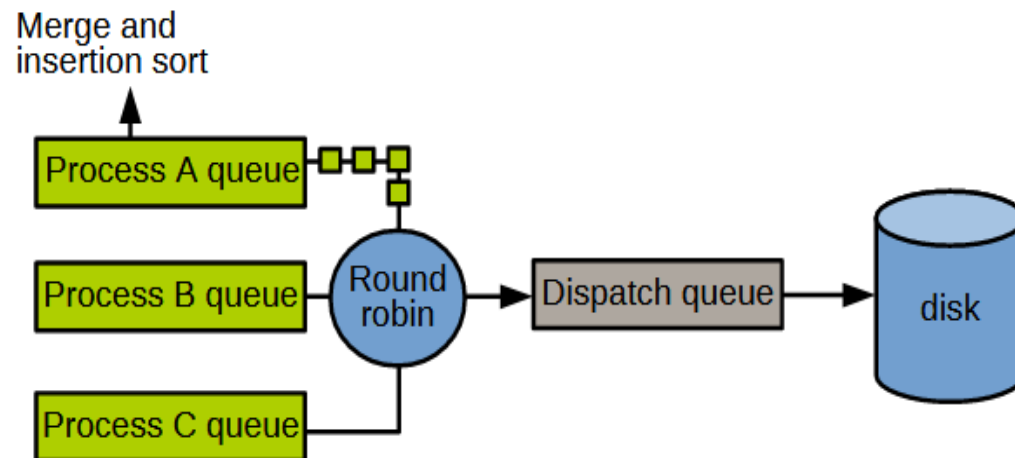 Merge and
insertion sort
Process A queue
Process B queue
Round
robin
Dispatch queue
disk
Process C queue